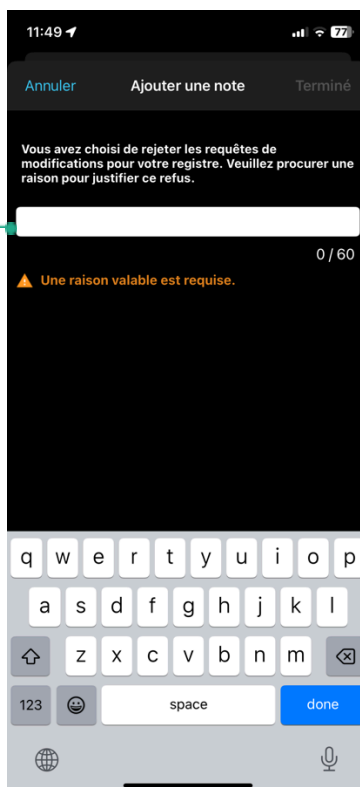 11:49
77
Annuler Ajouter une note Terminé
Vous avez choisi de rejeter les requêtes de
modifications pour votre registre. Veuillez procurer une
raison pour justifier ce refus.
0 / 60
Une raison valable est requise.
q w e r t y u i o p
a s d f g h j k l
z x c v b n m
123 space done